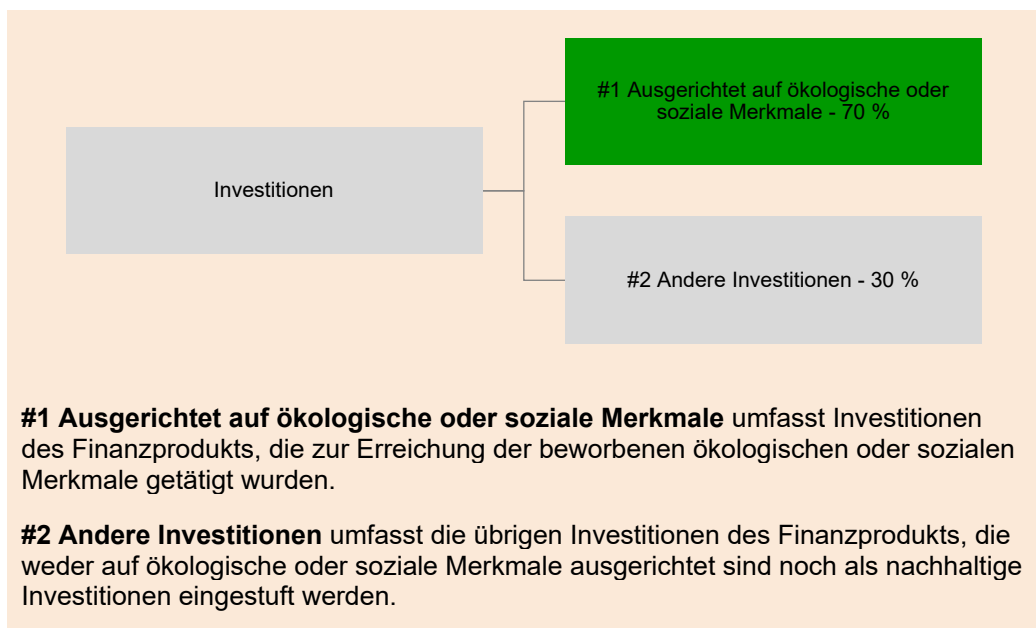 #1 Ausgerichtet auf ökologische oder
soziale Merkmale - 70 %
Investitionen
#2 Andere Investitionen - 30 %
#1 Ausgerichtet auf ökologische oder soziale Merkmale umfasst Investitionen
des Finanzprodukts, die zur Erreichung der beworbenen ökologischen oder sozialen
Merkmale getätigt wurden.
#2 Andere Investitionen umfasst die übrigen Investitionen des Finanzprodukts, die
weder auf ökologische oder soziale Merkmale ausgerichtet sind noch als nachhaltige
Investitionen eingestuft werden.